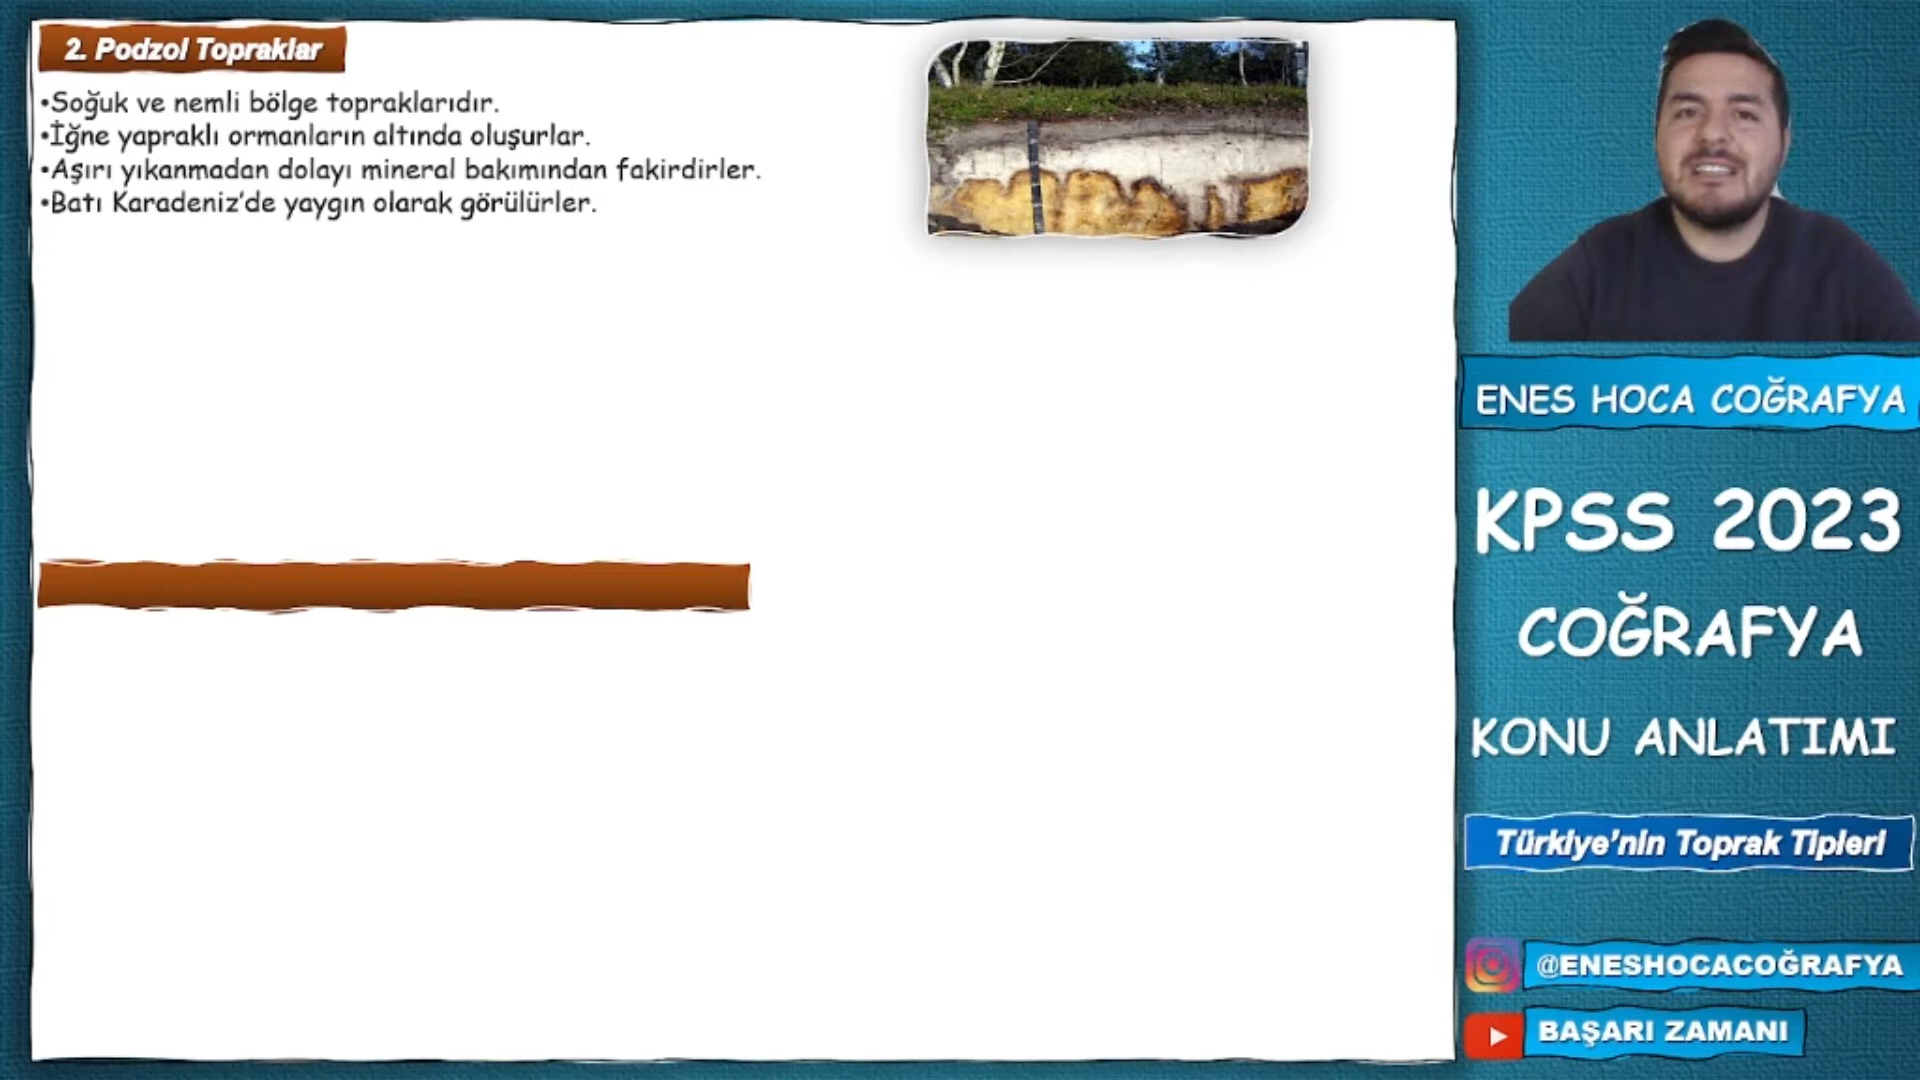 2. Podzol Topraklar
•Soğuk ve nemli bölge topraklarıdır.
•İğne yapraklı ormanların altında oluşurlar.
•Aşırı yıkanmadan dolayı mineral bakımından fakirdirler.
•Batı Karadeniz’de yaygın olarak görülürler.
ENES HOCA COĞRAFYA
KPSS 2023
COĞRAFYA
KONU ANLATIMI
Türkiye’nin Toprak Tipleri
@ENESHOCACOĞRAFYA
BAŞARI ZAMANI